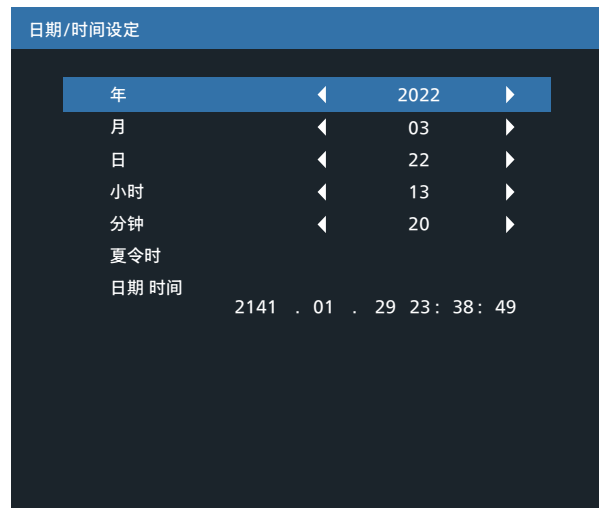 日期/时间设定
年 2022
月 03
日 22
小时 13
分钟 20
夏令时
日期 时间
2141 . 01 . 29 23: 38: 49